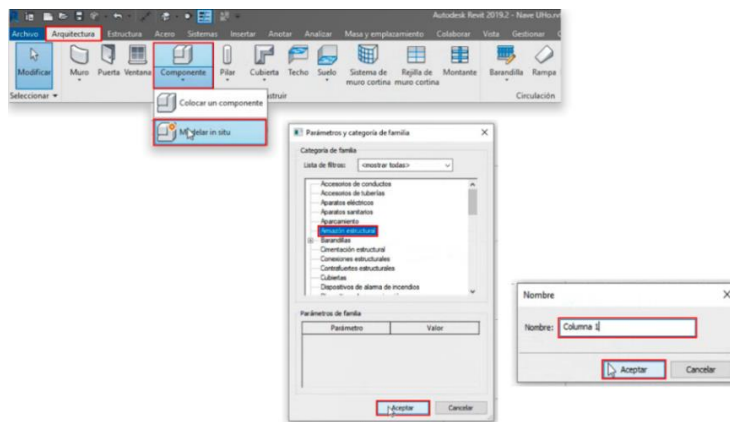 Autodesk Revit 2019.2 - Nave UHo.rvt
Archivo Arquitectura Estructura Acero Sistemas Insertar Anotar Analizar Masa y emplazamiento Colaborar Vista Gestionar
Modificar Muro Puerta Ventana Componente Pilar Cubierta Techo Suelo Sistema de muro cortina Rejilla de muro cortina Montante Barandilla Rampa
Seleccionar Circulación
Colocar un componente
Modelar in situ
Parámetros y categoría de familia
Categoría de familia
Lista de filtros: <mostrar todas>
Accesorios de conductos
Accesorios de tuberías
Aparatos eléctricos
Aparatos sanitarios
Aparcamiento
Armazón estructural
Barandillas
Cimentación estructural
Conexiones estructurales
Contrafuertes estructurales
Cubiertas
Dispositivos de alarma de incendios
Parámetros de familia
Parámetro Valor
Aceptar Cancelar
Nombre
Nombre: Columna 1
Aceptar Cancelar